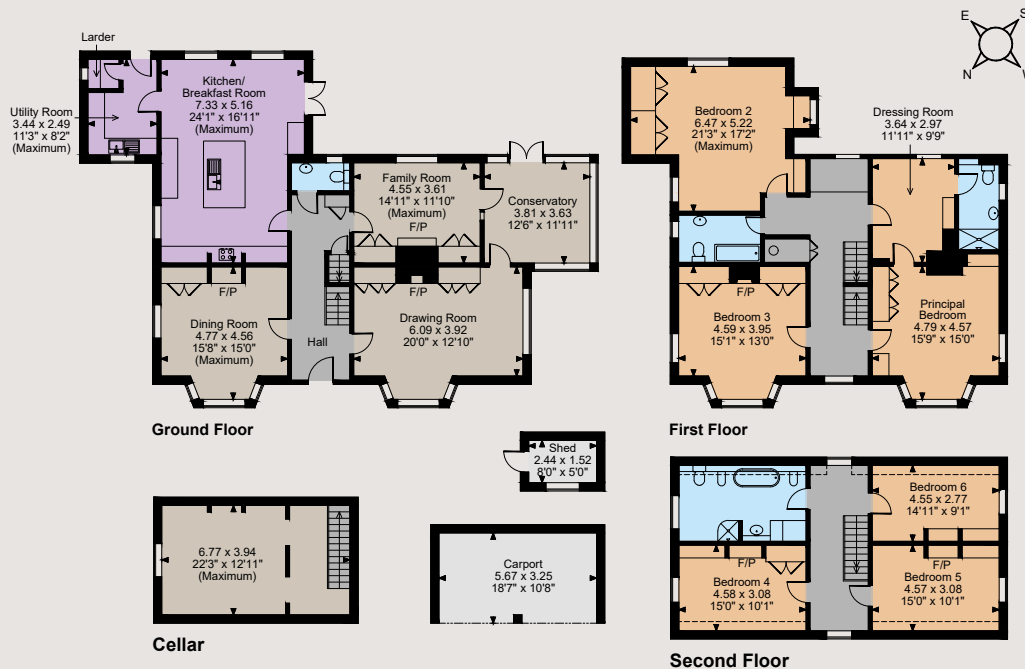 Larder
Kitchen/
Breakfast Room
7.33 x 5.16
24'1" x 16'11"
(Maximum)
Utility Room
3.44 x 2.49
11'3" x 8'2"
(Maximum)
Family Room
4.55 x 3.61
14'11" x 11'10"
(Maximum)
F/P
Conservatory
3.81 x 3.63
12'6" x 11'11"
F/P
Dining Room
4.77 x 4.56
15'8" x 15'0"
(Maximum)
Hall
F/P
Drawing Room
6.09 x 3.92
20'0" x 12'10"
Ground Floor
E
S
N
W
Bedroom 2
6.47 x 5.22
21'3" x 17'2"
(Maximum)
Dressing Room
3.64 x 2.97
11'11" x 9'9"
F/P
Bedroom 3
4.59 x 3.95
15'1" x 13'0"
Principal
Bedroom
4.79 x 4.57
15'9" x 15'0"
First Floor
Shed
2.44 x 1.52
8'0" x 5'0"
6.77 x 3.94
22'3" x 12'11"
(Maximum)
Cellar
Carport
5.67 x 3.25
18'7" x 10'8"
Bedroom 6
4.55 x 2.77
14'11" x 9'1"
F/P
Bedroom 4
4.58 x 3.08
15'0" x 10'1"
F/P
Bedroom 5
4.57 x 3.08
15'0" x 10'1"
Second Floor